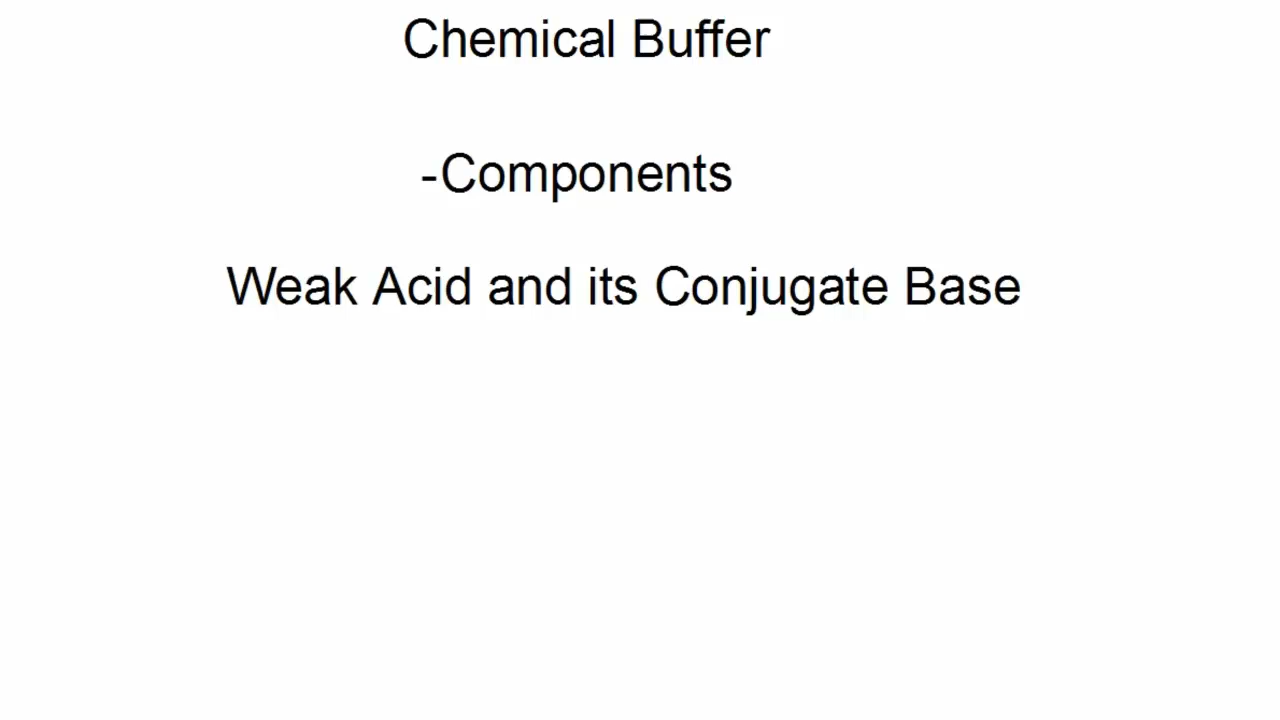 Chemical Buffer
-Components
Weak Acid and its Conjugate Base